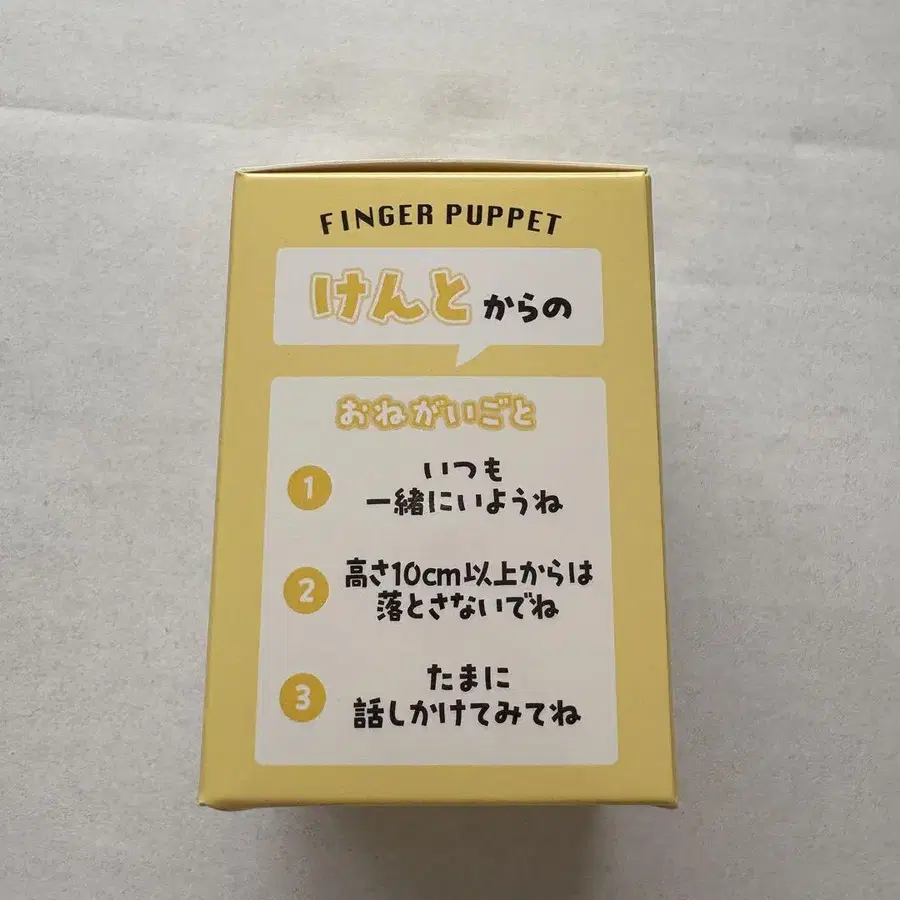 FINGER PUPPET
けんとからの
おねがいごと
1 いつも
一緒にいようね
2 高さ10cm以上からは
落とさないでね
3 たまに
話しかけてみてね